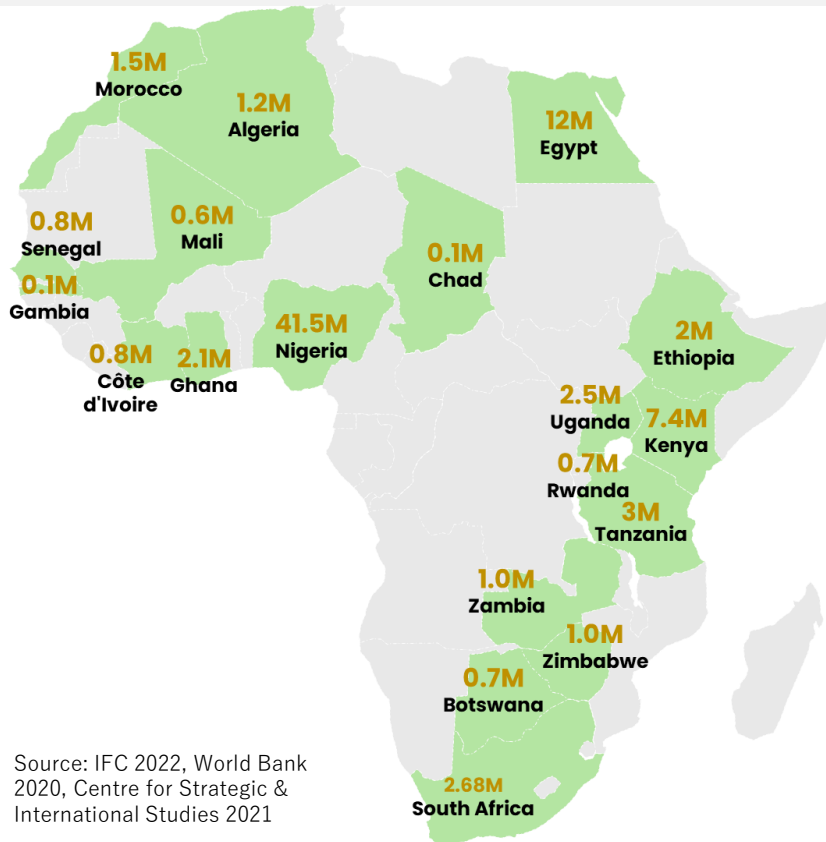 1.5M
Morocco
1.2M
Algeria
12M
Egypt
0.8M
Senegal
0.6M
Mali
0.1M
Chad
0.1M
Gambia
41.5M
Nigeria
0.8M
Côte
d'Ivoire
2.1M
Ghana
2M
Ethiopia
2.5M
Uganda
7.4M
Kenya
0.7M
Rwanda
3M
Tanzania
1.0M
Zambia
1.0M
Zimbabwe
0.7M
Botswana
2.68M
South Africa
Source: IFC 2022, World Bank
2020, Centre for Strategic &
International Studies 2021